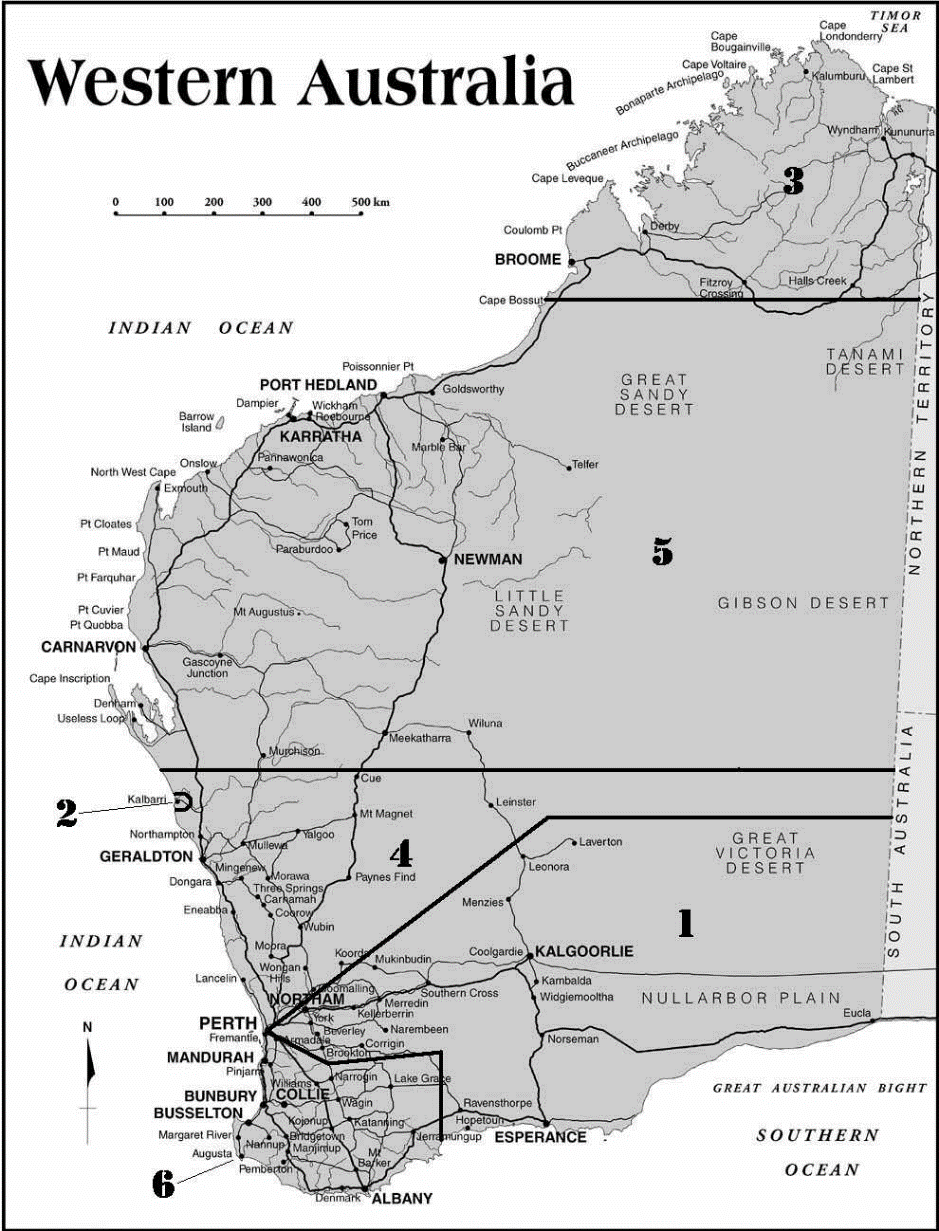 TIMOR
SEA
Cape
Londonderry
Cape
Bougainville
Western Australia
Cape Voltaire
Cape St
Lambert
Kalumburu
Bonaparte Archipelago
Wyndham
Kununurra
Buccaneer Archipelago
3
Cape Leveque
0 100 200 300 400 500 km
Derby
Coulomb Pt
BROOME
Fitzroy
Crossing
Halls Creek
Cape Bossut
INDIAN OCEAN
NORTHERN TERRITORY
TANAMI
DESERT
Poissonnier Pt
GREAT
SANDY
DESERT
PORT HEDLAND
Goldsworthy
Dampier
Wickham
Roebourne
Barrow
Island
KARRATHA
Marble Bar
Pannawonica
Telfer
Onslow
North West Cape
Exmouth
Pt Cloates
Tom
Price
Paraburdoo
Pt Maud
5
NEWMAN
Pt Farquhar
LITTLE
SANDY
DESERT
GIBSON DESERT
Pt Cuvier
Mt Augustus
Pt Quobba
CARNARVON
Gascoyne
Junction
Cape Inscription
Denham
Useless Loop
Wiluna
Meekatharra
SOUTH AUSTRALIA
Murchison
Cue
Kalbarri
2
Leinster
Mt Magnet
Northampton
Yalgoo
Mullewa
Laverton
GREAT
VICTORIA
DESERT
GERALDTON
4
Leonora
Mingenew
Morawa
Paynes Find
Dongara
Three Springs
Carnamah
Menzies
Eneabba
Coorow
1
Wubin
INDIAN
OCEAN
Moora
Koorda
Mukinbudin
Coolgardie
KALGOORLIE
Wongan
Hills
Lancelin
Kambalda
Goomalling
Southern Cross
Widgiemooltha
NULLARBOR PLAIN
NORTHAM
Merredin
Kellerberrin
Eucla
N
PERTH
York
Fremantle
Beverley
Narembeen
Armadale
Corrigin
Norseman
Brookton
MANDURAH
Pinjarra
Narrogin
Lake Grace
Williams
GREAT AUSTRALIAN BIGHT
BUNBURY
COLLIE
Wagin
Ravensthorpe
BUSSELTON
Kojonup
Katanning
Hopetoun
Margaret River
Bridgetown
Jerramungup
ESPERANCE
SOUTHERN
OCEAN
Nannup
Manjimup
Augusta
Mt
Barker
6
Pemberton
Denmark
ALBANY